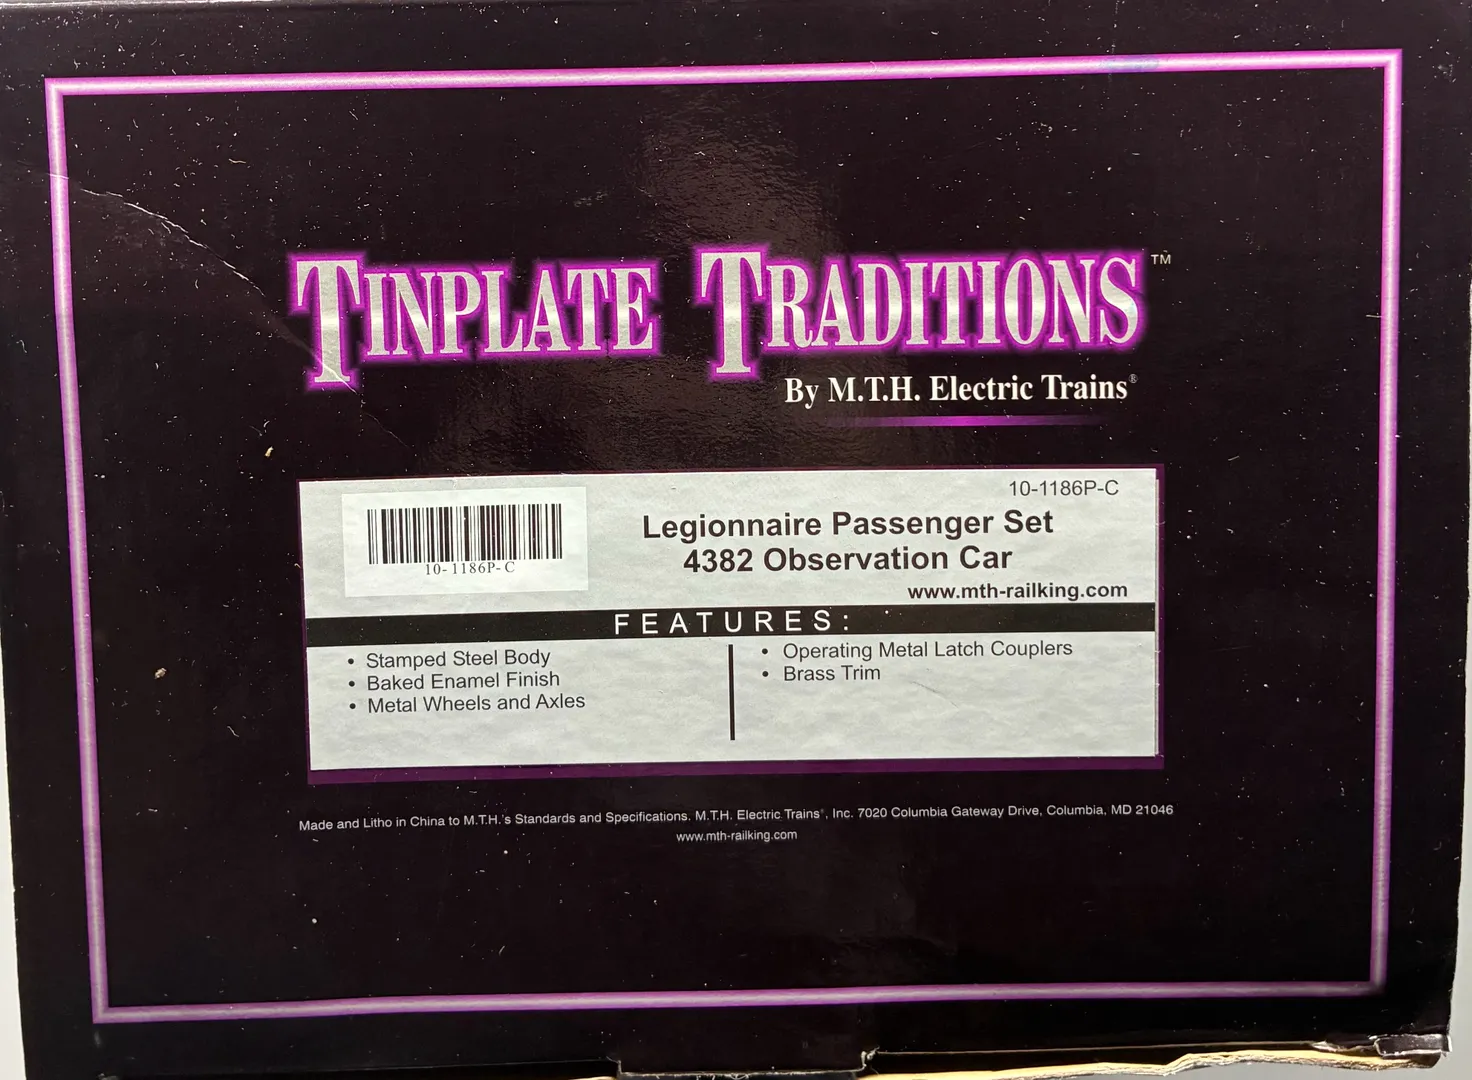 TINPLATE TRADITIONS™
By M.T.H. Electric Trains®
10-1186P-C
Legionnaire Passenger Set
4382 Observation Car
10-1186P-C
www.mth-railking.com
FEATURES:
• Stamped Steel Body
• Baked Enamel Finish
• Metal Wheels and Axles
• Operating Metal Latch Couplers
• Brass Trim
Made and Litho in China to M.T.H.'s Standards and Specifications. M.T.H. Electric Trains®, Inc. 7020 Columbia Gateway Drive, Columbia, MD 21046
www.mth-railking.com